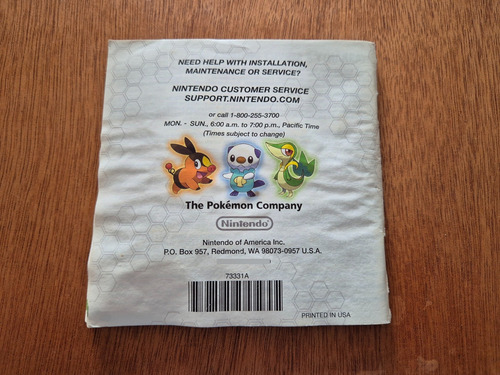 NEED HELP WITH INSTALLATION,
MAINTENANCE OR SERVICE?
NINTENDO CUSTOMER SERVICE
SUPPORT.NINTENDO.COM
or call 1-800-255-3700
MON. - SUN., 6:00 a.m. to 7:00 p.m., Pacific Time
(Times subject to change)
The Pokémon Company
Nintendo
Nintendo of America Inc.
P.O. Box 957, Redmond, WA 98073-0957 U.S.A.
73331A
PRINTED IN USA